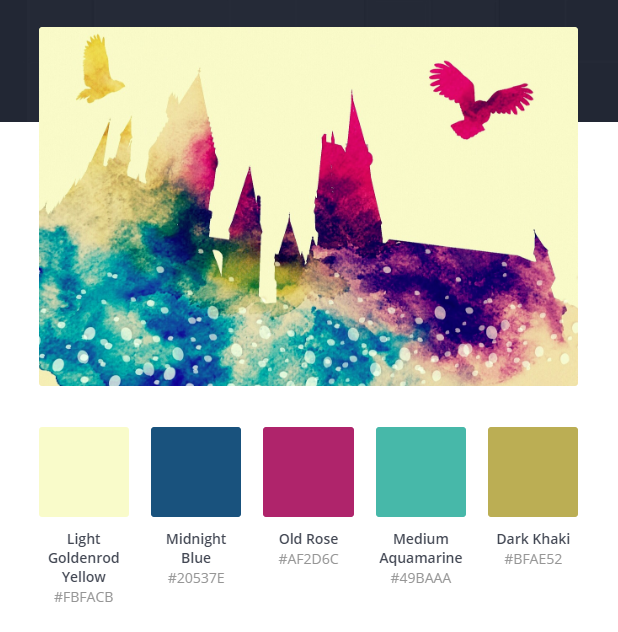 Light
Goldenrod
Yellow
#FBFACB
Midnight
Blue
#20537E
Old Rose
#AF2D6C
Medium
Aquamarine
#49BAAA
Dark Khaki
#BFAE52